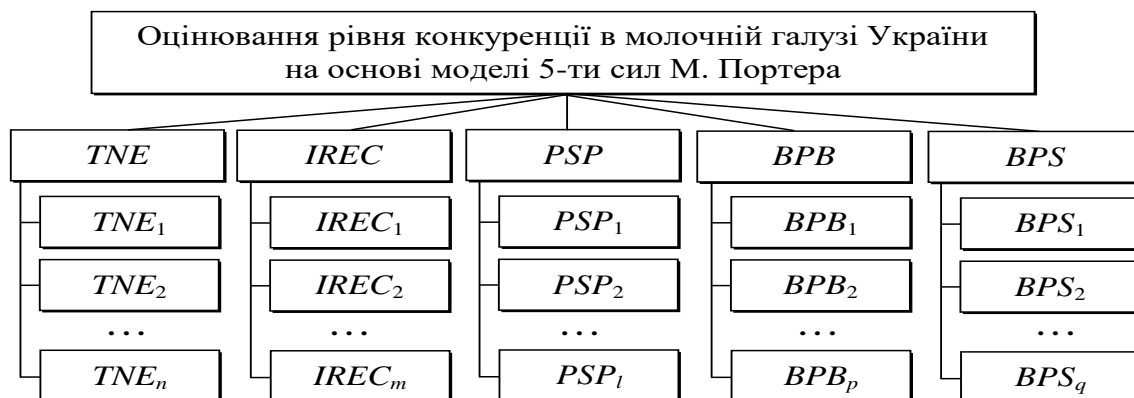 Оцінювання рівня конкуренції в молочній галузі України
на основі моделі 5-ти сил М. Портера
TNE IREC PSP BPB BPS
TNE₁ IREC₁ PSP₁ BPB₁ BPS₁
TNE₂ IREC₂ PSP₂ BPB₂ BPS₂
... ... ... ... ...
TNEₙ IRECₘ PSPₗ BPBₚ BPS_q